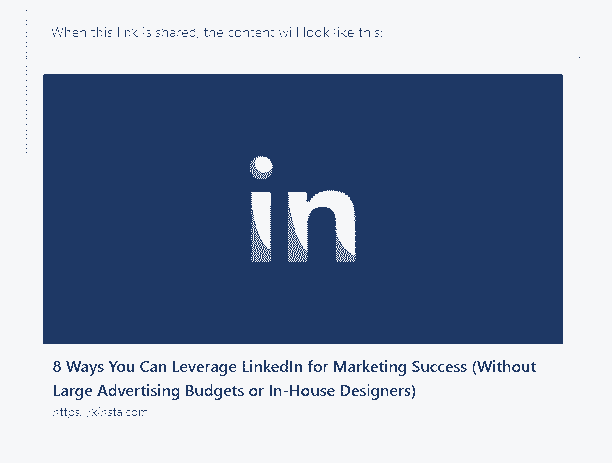 When this link is shared, the content will look like this:
in
8 Ways You Can Leverage LinkedIn for Marketing Success (Without
Large Advertising Budgets or In-House Designers)
https://kinsta.com